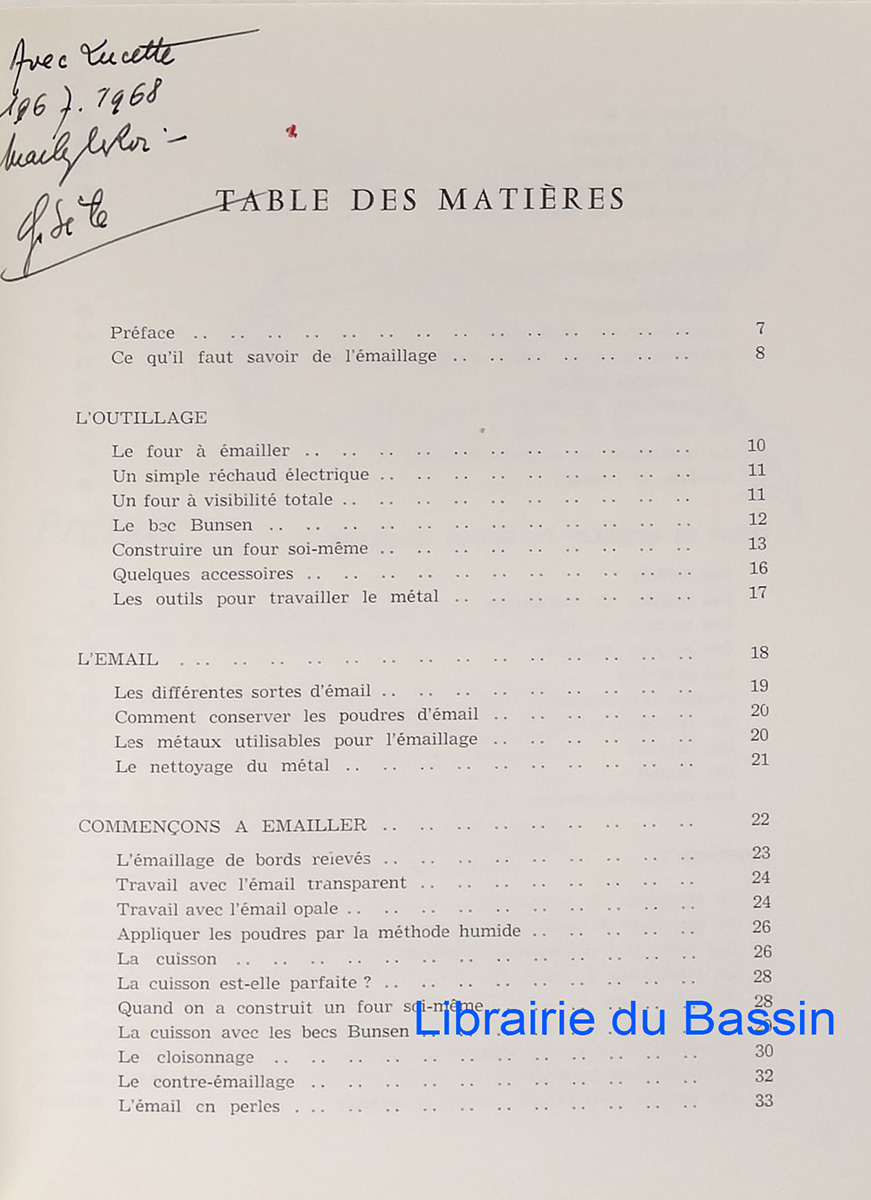 Avec Lucette
1967. 1968
TABLE DES MATIÈRES
Préface .. .. .. .. .. .. .. .. .. .. .. .. .. .. 7
Ce qu'il faut savoir de l'émaillage .. .. .. .. .. .. .. 8
L'OUTILLAGE
Le four à émailler .. .. .. .. .. .. .. .. .. .. .. 10
Un simple réchaud électrique .. .. .. .. .. .. .. .. .. 11
Un four à visibilité totale .. .. .. .. .. .. .. .. .. .. 11
Le bec Bunsen .. .. .. .. .. .. .. .. .. .. .. .. 12
Construire un four soi-même .. .. .. .. .. .. .. .. .. 13
Quelques accessoires .. .. .. .. .. .. .. .. .. .. .. 16
Les outils pour travailler le métal .. .. .. .. .. .. .. 17
L'EMAIL . .. .. .. .. .. .. .. .. .. .. .. .. .. .. 18
Les différentes sortes d'émail .. .. .. .. .. .. .. .. .. 19
Comment conserver les poudres d'émail .. .. .. .. .. .. 20
Les métaux utilisables pour l'émaillage .. .. .. .. .. .. 20
Le nettoyage du métal .. .. .. .. .. .. .. .. .. .. 21
COMMENÇONS A EMAILLER .. .. .. .. .. .. .. .. .. 22
L'émaillage de bords relevés .. .. .. .. .. .. .. .. .. 23
Travail avec l'émail transparent .. .. .. .. .. .. .. .. 24
Travail avec l'émail opale .. .. .. .. .. .. .. .. .. .. 24
Appliquer les poudres par la méthode humide .. .. .. .. .. 26
La cuisson .. .. .. .. .. .. .. .. .. .. .. .. .. 26
La cuisson est-elle parfaite ? .. .. .. .. .. .. .. .. .. 28
Quand on a construit un four soi-même .. .. .. .. .. .. 28
La cuisson avec les becs Bunsen .. .. .. .. .. .. .. .. 29
Librairie du Bassin
Le cloisonnage .. .. .. .. .. .. .. .. .. .. .. .. 30
Le contre-émaillage .. .. .. .. .. .. .. .. .. .. .. 32
L'émail en perles . .. .. .. .. .. .. .. .. .. .. .. 33